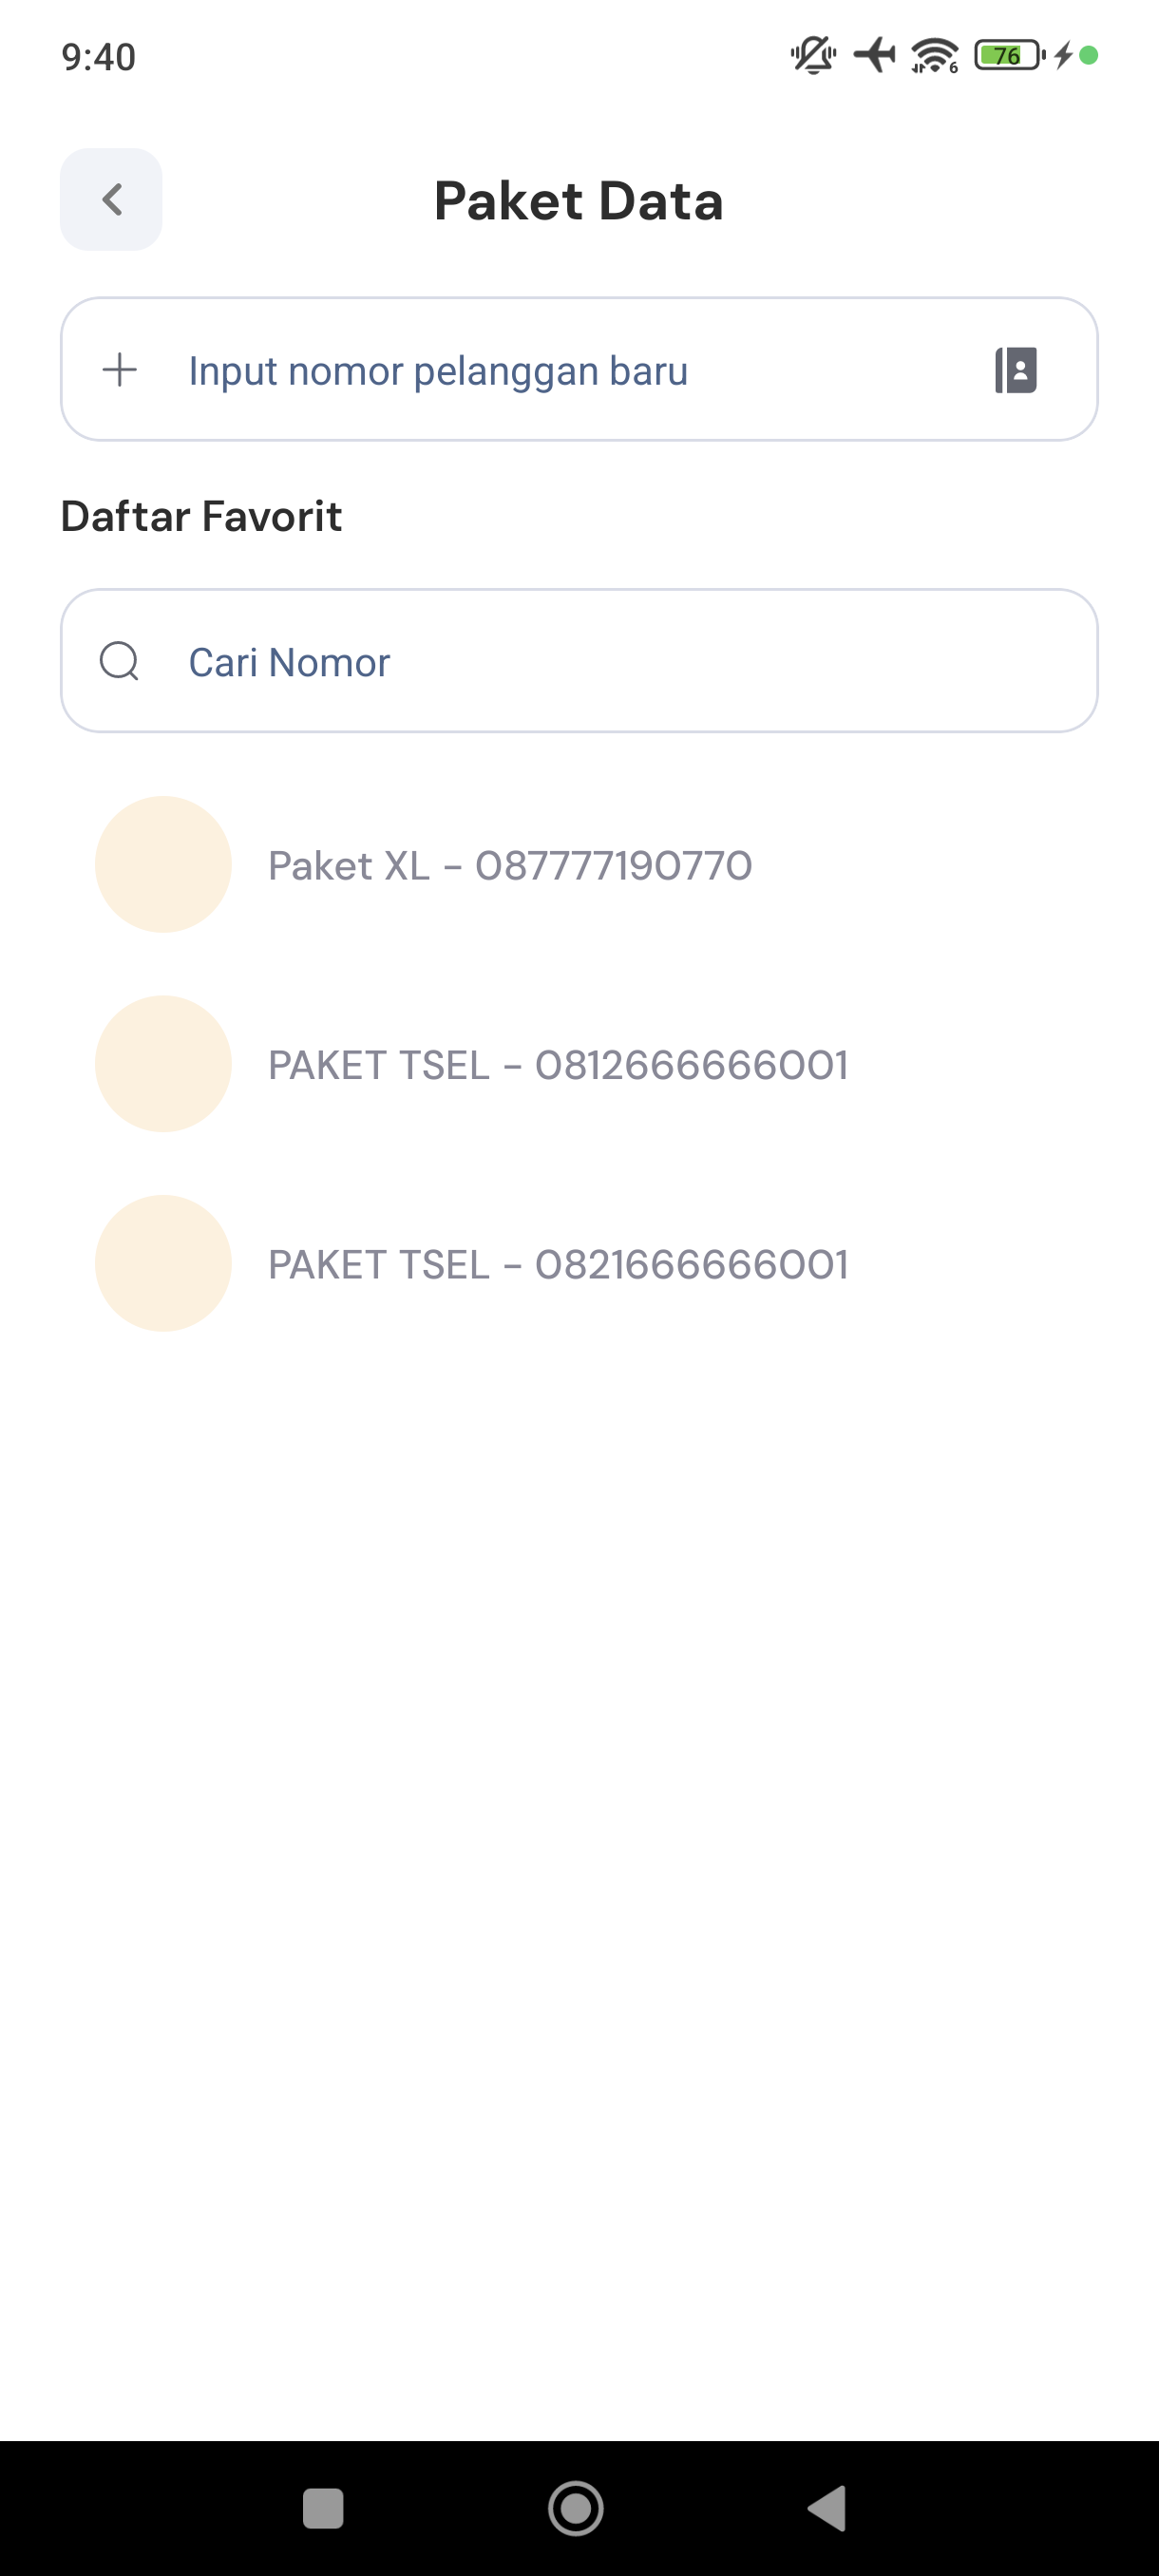 9:40
6
76
Paket Data
Input nomor pelanggan baru
Daftar Favorit
Cari Nomor
Paket XL - 087777190770
PAKET TSEL - 0812666666001
PAKET TSEL - 0821666666001